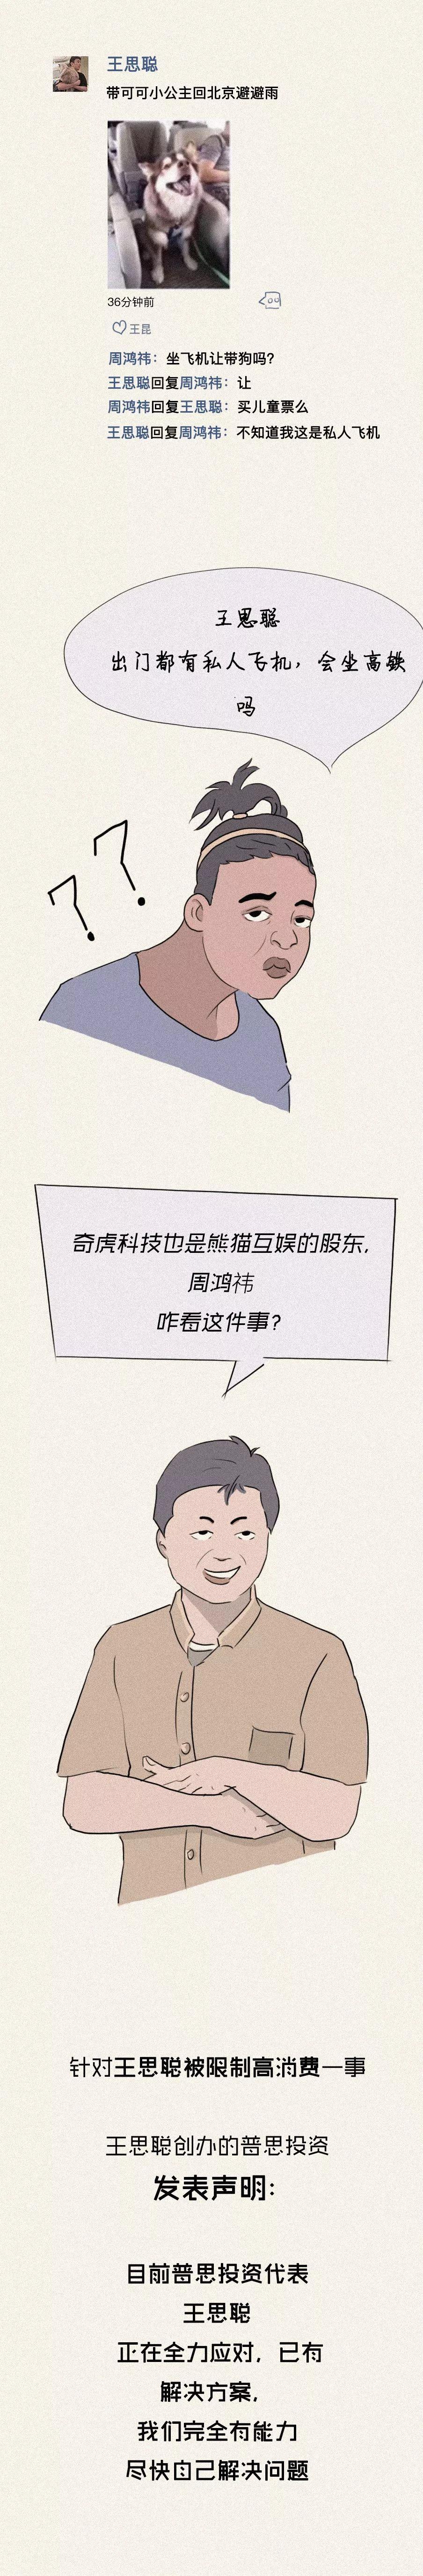 王思聪
带可可小公主回北京避避雨
36分钟前
王昆
周鸿祎：坐飞机让带狗吗？
王思聪回复周鸿祎：让
周鸿祎回复王思聪：买儿童票么
王思聪回复周鸿祎：不知道我这是私人飞机
王思聪
出门都有私人飞机，会坐高铁
吗
??
奇虎科技也是熊猫互娱的股东，
周鸿祎
咋看这件事？
针对王思聪被限制高消费一事
王思聪创办的普思投资
发表声明：
目前普思投资代表
王思聪
正在全力应对，已有
解决方案，
我们完全有能力
尽快自己解决问题